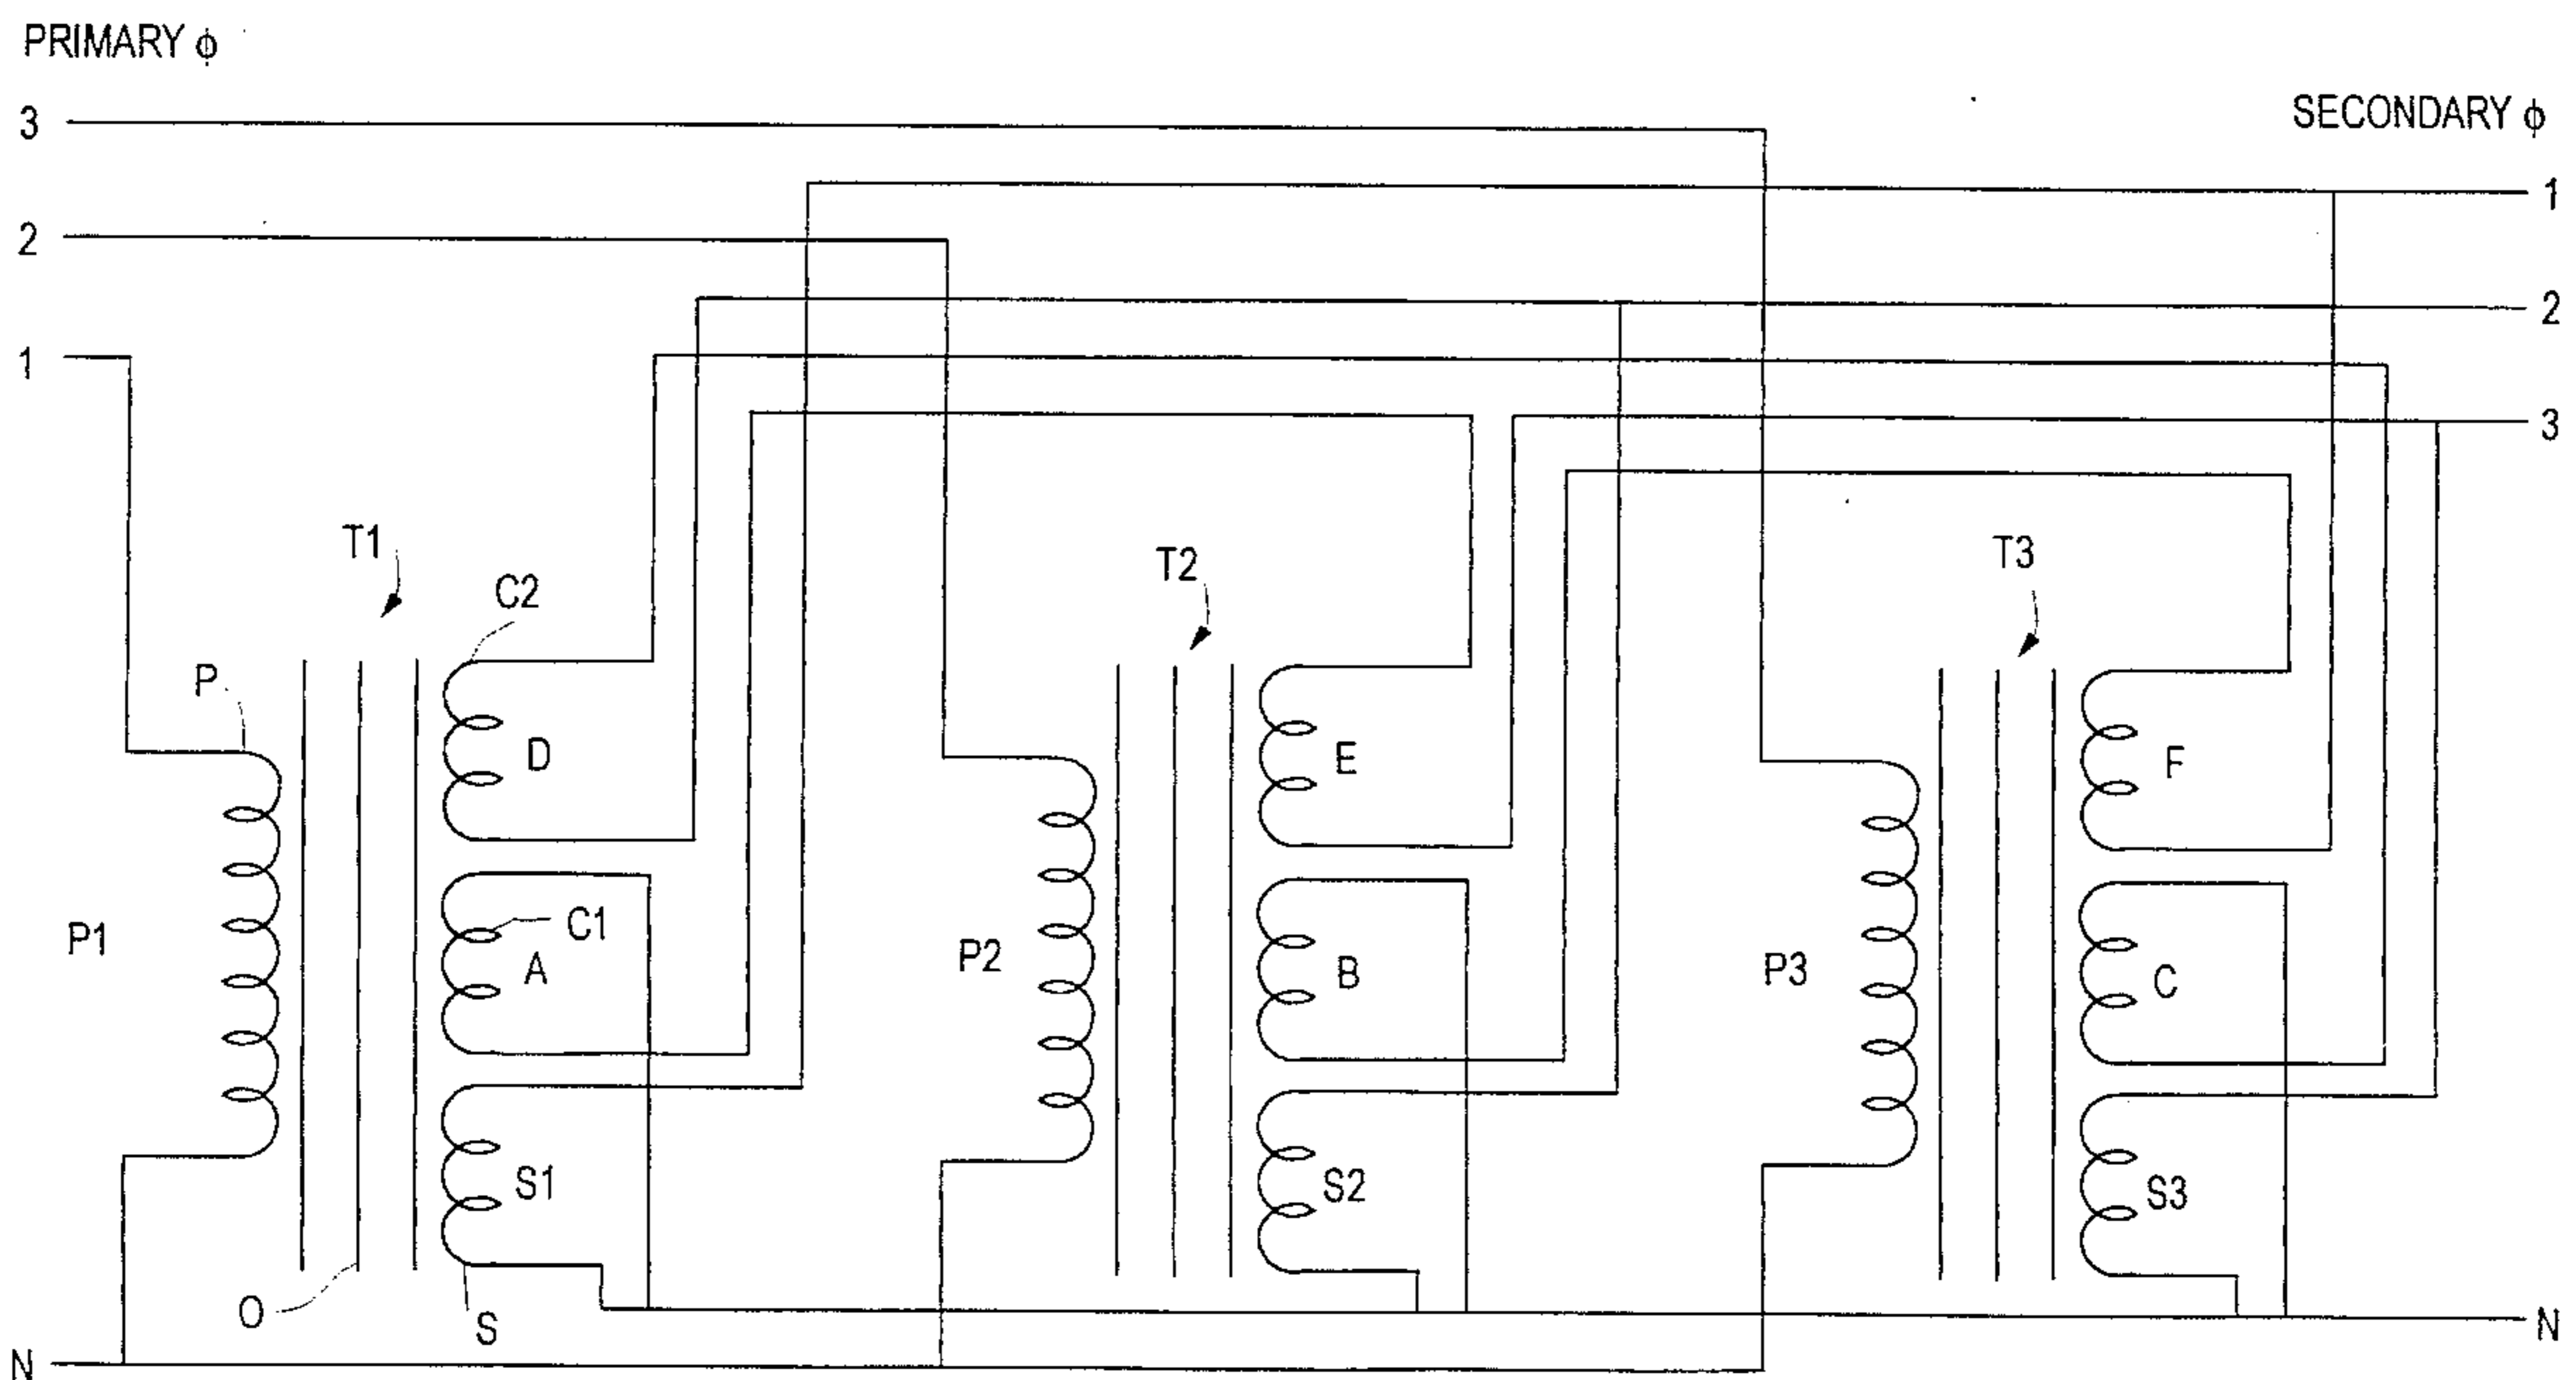 PRIMARY ϕ
SECONDARY ϕ
3
1
2
2
1
3
T1
T2
T3
C2
P
D
E
F
P1
C1
A
P2
B
P3
C
S1
S2
S3
O
S
N
N